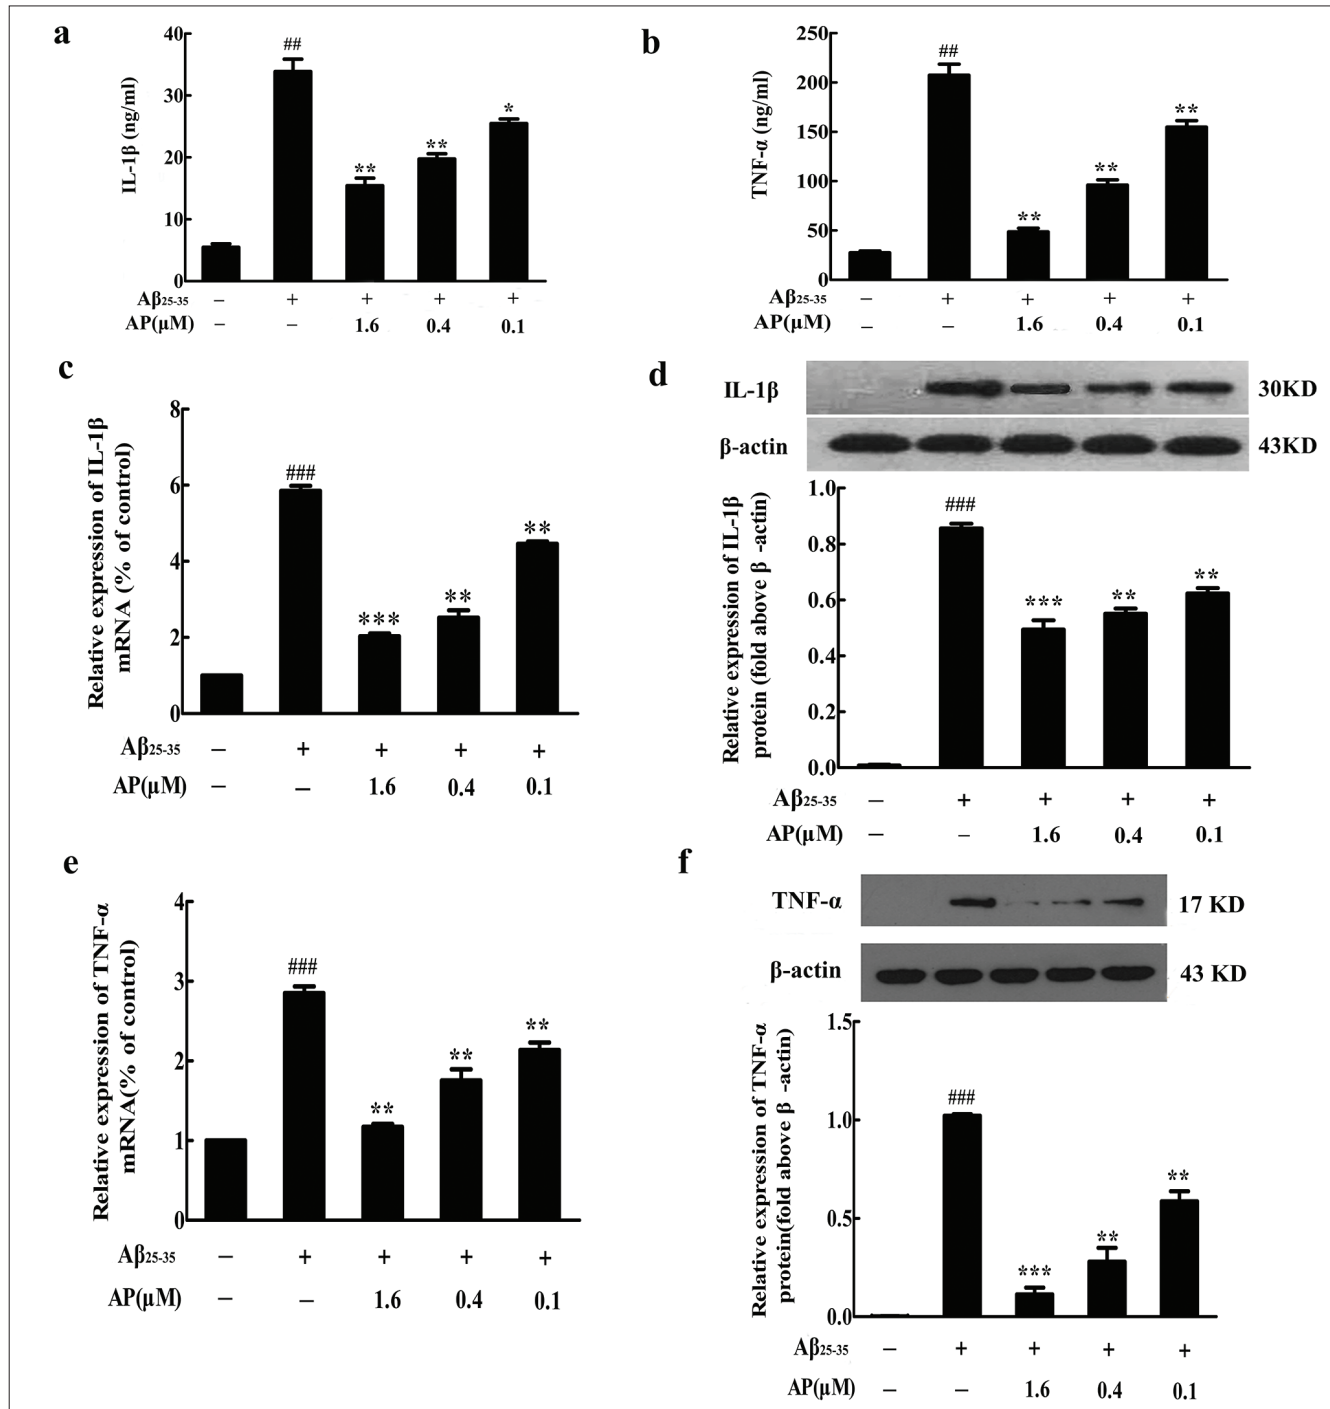 a
IL-1β (ng/ml)
40
30
20
10
0
##
**
**
*
Aβ25-35 – + + + +
AP(μM) – – 1.6 0.4 0.1
b
TNF-α (ng/ml)
250
200
150
100
50
0
##
**
**
**
Aβ25-35 – + + + +
AP(μM) – – 1.6 0.4 0.1
c
Relative expression of IL-1β
mRNA (% of control)
8
6
4
2
0
###
***
**
**
Aβ25-35 – + + + +
AP(μM) – – 1.6 0.4 0.1
d
IL-1β 30KD
β-actin 43KD
Relative expression of IL-1β
protein (fold above β -actin)
1.0
0.8
0.6
0.4
0.2
0.0
###
***
**
**
Aβ25-35 – + + + +
AP(μM) – – 1.6 0.4 0.1
e
Relative expression of TNF-α
mRNA(% of control)
4
3
2
1
0
###
**
**
**
Aβ25-35 – + + + +
AP(μM) – – 1.6 0.4 0.1
f
TNF-α 17 KD
β-actin 43 KD
Relative expression of TNF-α
protein(fold above β -actin)
1.5
1.0
0.5
0.0
###
***
**
**
Aβ25-35 – + + + +
AP(μM) – – 1.6 0.4 0.1